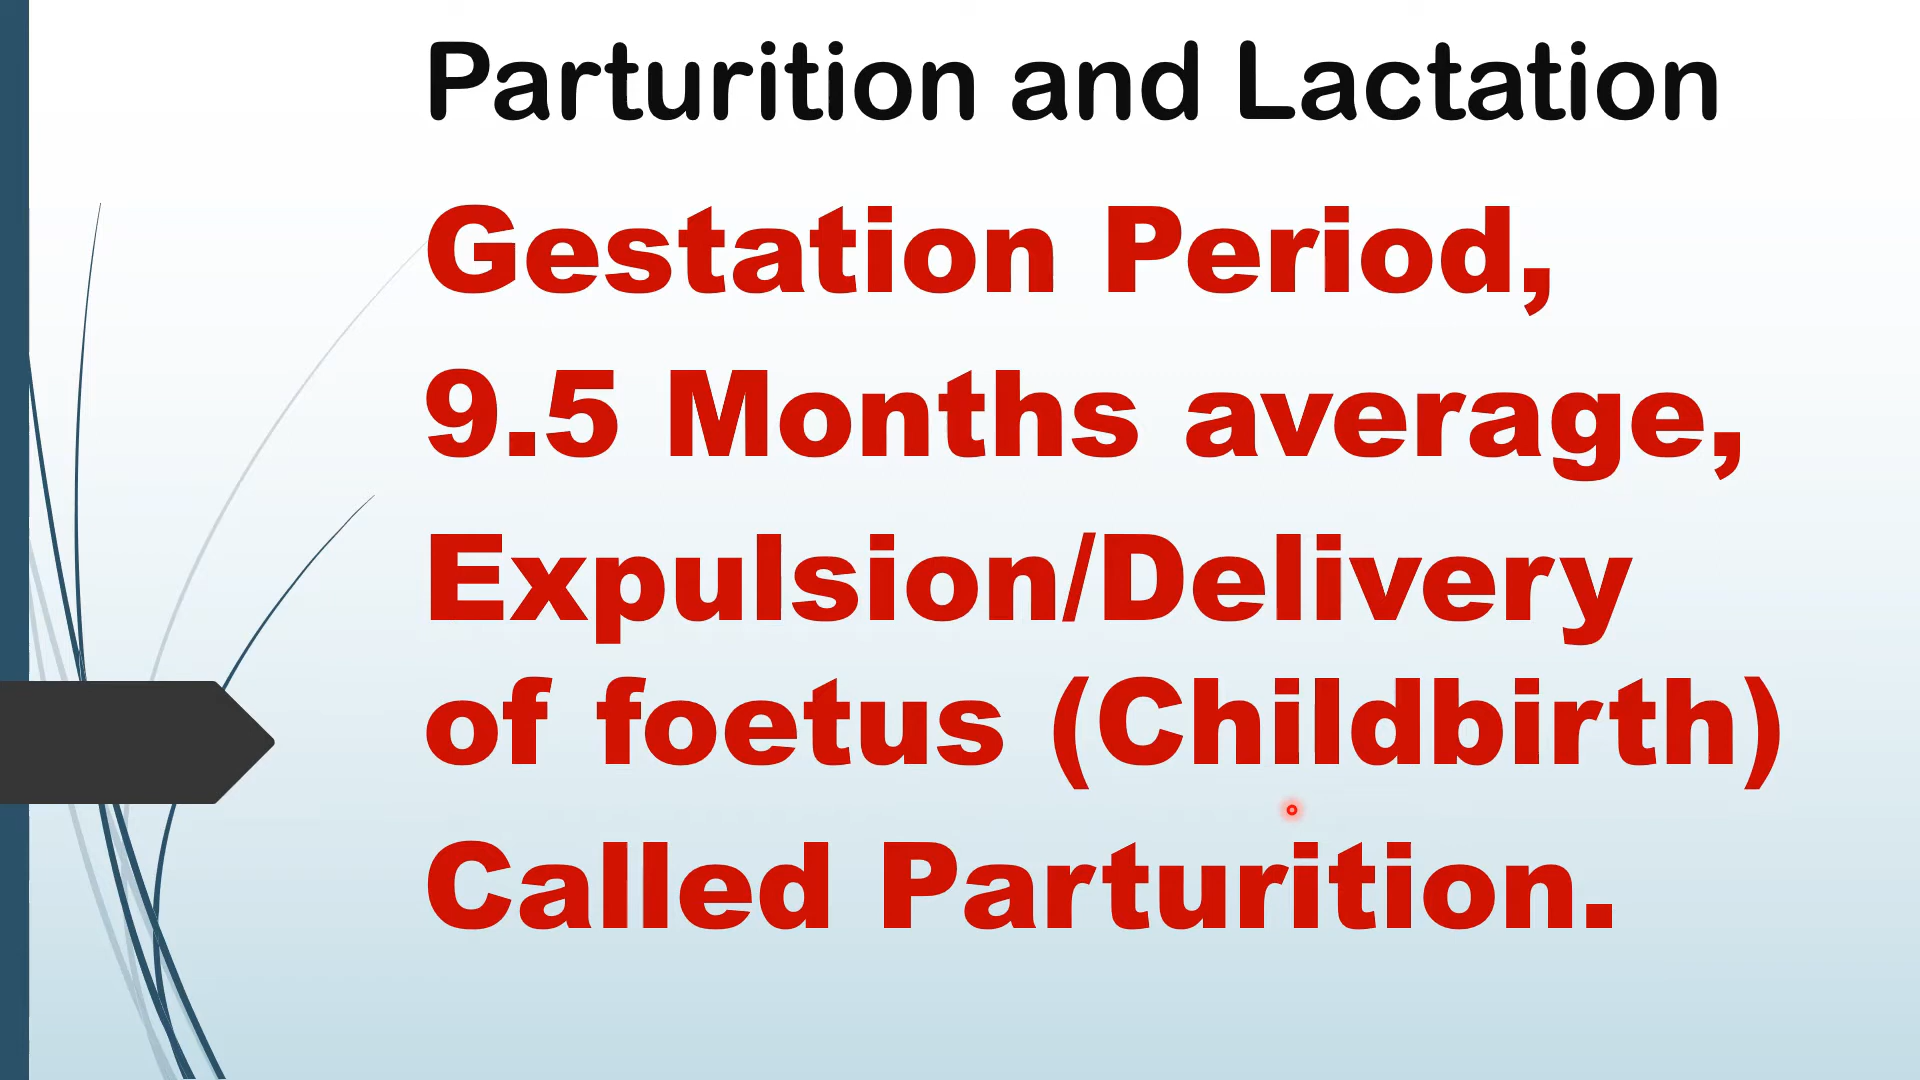 Parturition and Lactation
Gestation Period,
9.5 Months average,
Expulsion/Delivery
of foetus (Childbirth)
Called Parturition.